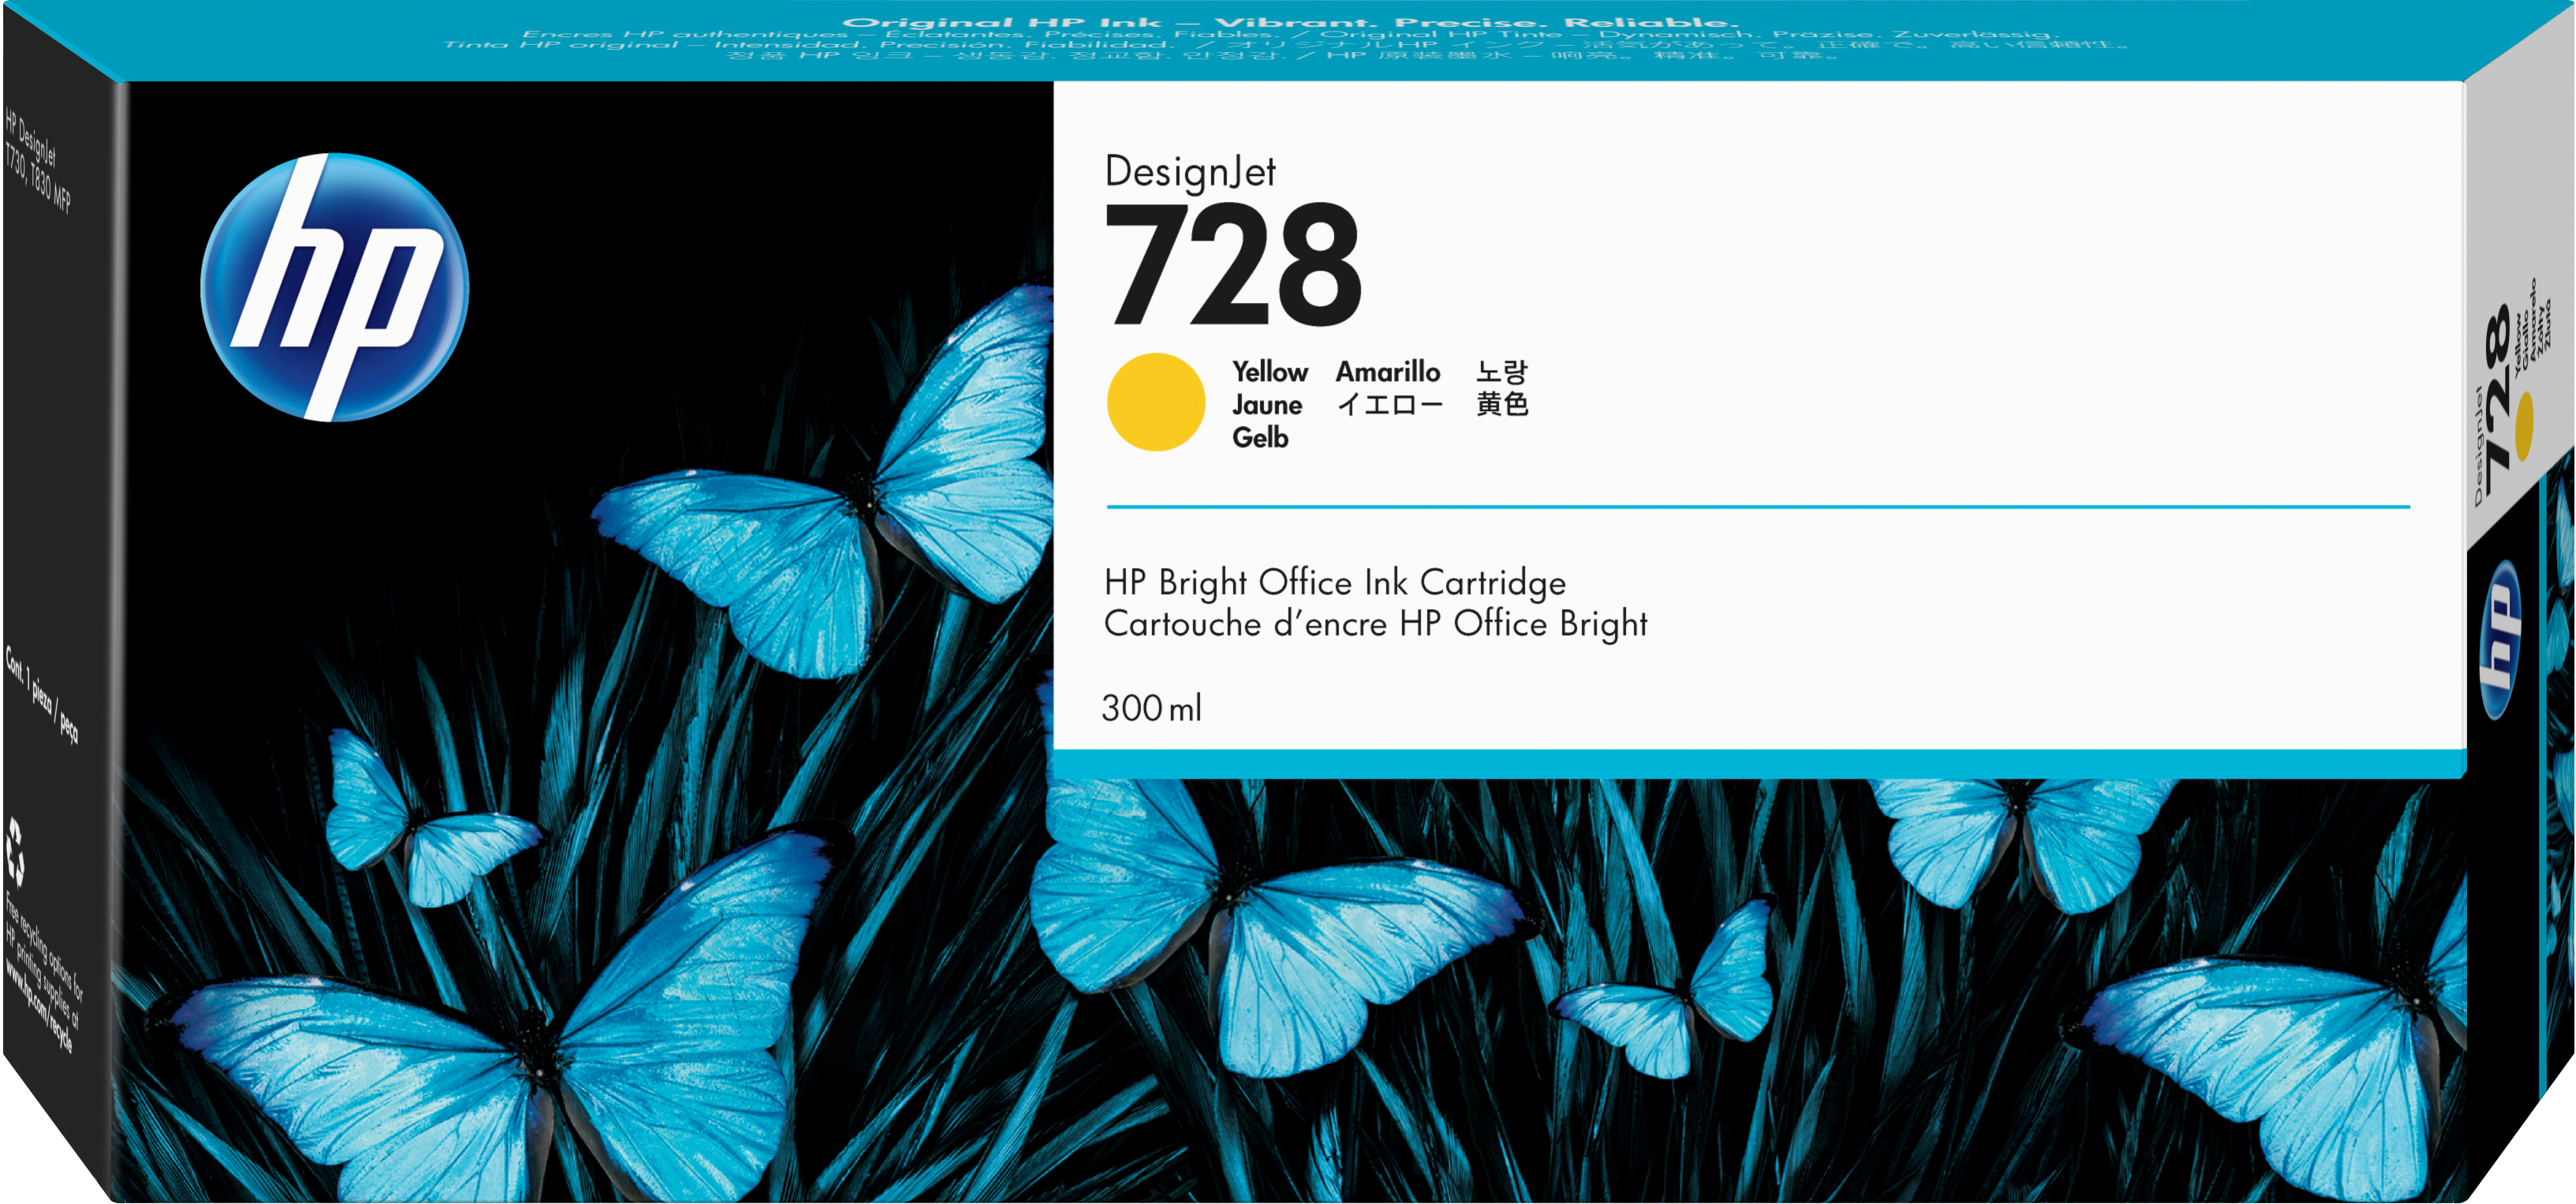 Original HP Ink – Vibrant. Precise. Reliable.
Encres HP authentiques – Éclatantes. Précises. Fiables. / Original HP Tinte – Dynamisch. Präzise. Zuverlässig.
Tinta HP original – Intensidad. Precisión. Fiabilidad. / オリジナル HP インク – 活気があって。正確で。高い信頼性。
정품 HP 잉크 – 생동감. 정교함. 안정감. / HP 原装墨水 – 响亮。精准。可靠。
HP DesignJet
T730, T830 MFP
Cont. 1 pieza / peça
Free recycling options for
HP printing supplies at
www.hp.com/recycle
hp
DesignJet
728
Yellow Amarillo 노랑
Jaune イエロー 黄色
Gelb
HP Bright Office Ink Cartridge
Cartouche d’encre HP Office Bright
300 ml
DesignJet
728
Yellow
Giallo
Amarelo
Żółty
Žlutá
hp